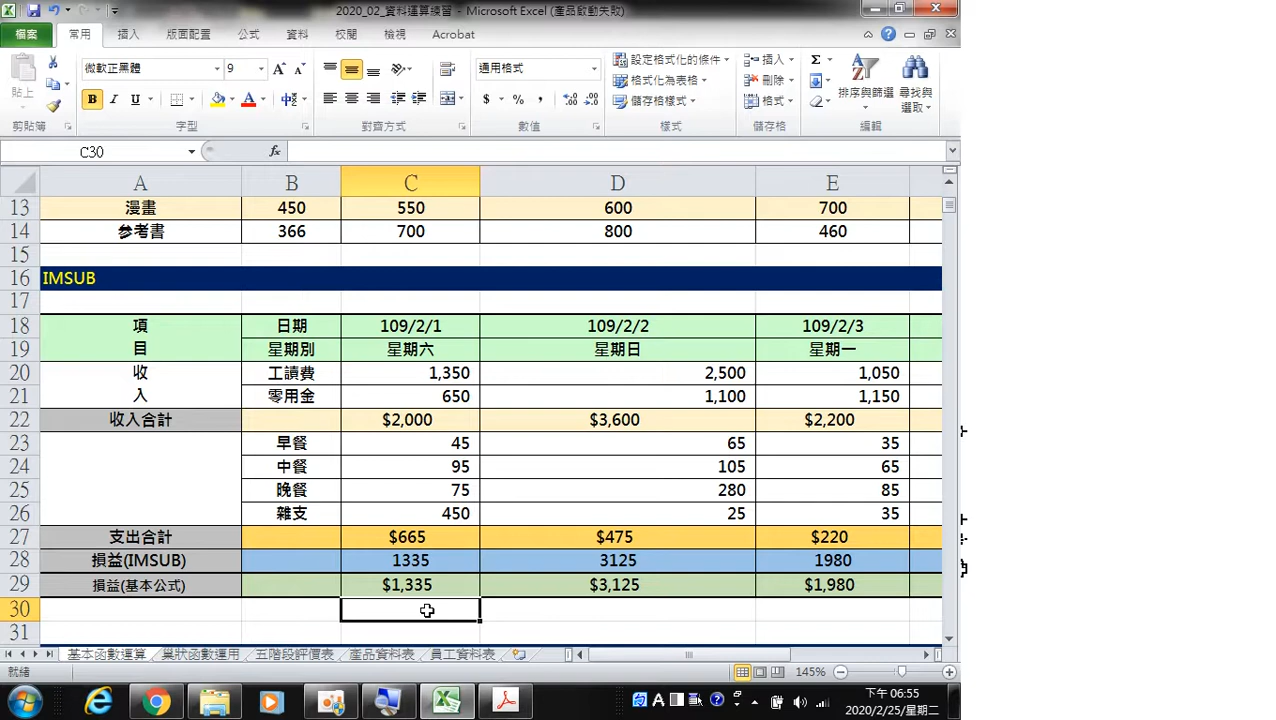 2020_02_資料運算練習 - Microsoft Excel (產品啟動失敗)
檔案 常用 插入 版面配置 公式 資料 校閱 檢視 Acrobat
微軟正黑體 9 通用格式 設定格式化的條件 插入
貼上 格式化為表格 刪除 排序與篩選 尋找與選取
B I U A 中 $ % , 儲存格樣式 格式
剪貼簿 字型 對齊方式 數值 樣式 儲存格 編輯
C30 fx
A B C D E
13 漫畫 450 550 600 700
14 參考書 366 700 800 460
15
16 IMSUB
17
18 項 日期 109/2/1 109/2/2 109/2/3
19 目 星期別 星期六 星期日 星期一
20 收 工讀費 1,350 2,500 1,050
21 入 零用金 650 1,100 1,150
22 收入合計 $2,000 $3,600 $2,200
23 早餐 45 65 35
24 中餐 95 105 65
25 晚餐 75 280 85
26 雜支 450 25 35
27 支出合計 $665 $475 $220
28 損益(IMSUB) 1335 3125 1980
29 損益(基本公式) $1,335 $3,125 $1,980
30
31
基本函數運算 巢狀函數運用 五階段評價表 產品資料表 員工資料表
就緒 145%
下午 06:55
2020/2/25/星期二